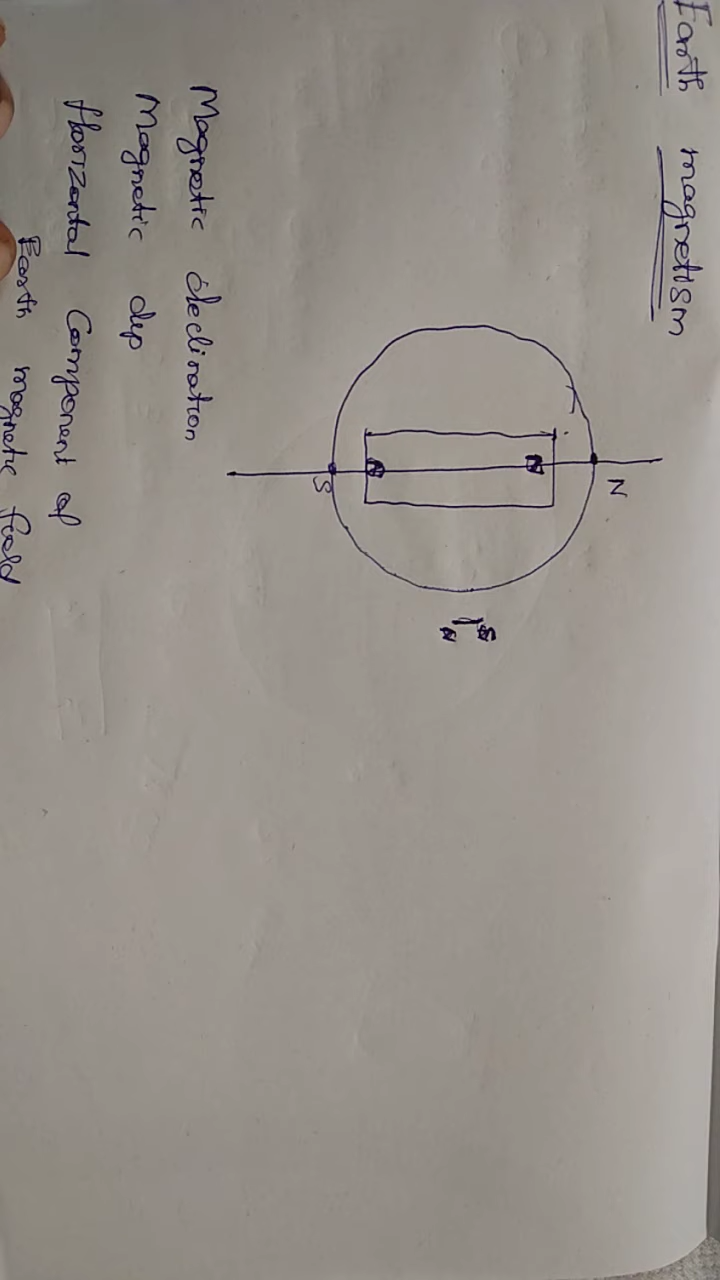 Earth magnetism
N
N
N
S
Magnetic declination
Magnetic dip
Horizontal Component of
Earth magnetic field